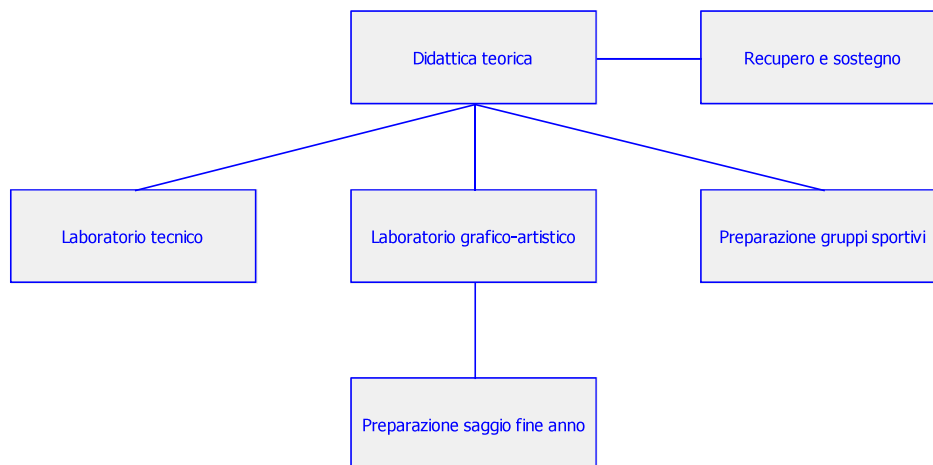 Didattica teorica
Recupero e sostegno
Laboratorio tecnico
Laboratorio grafico-artistico
Preparazione gruppi sportivi
Preparazione saggio fine anno